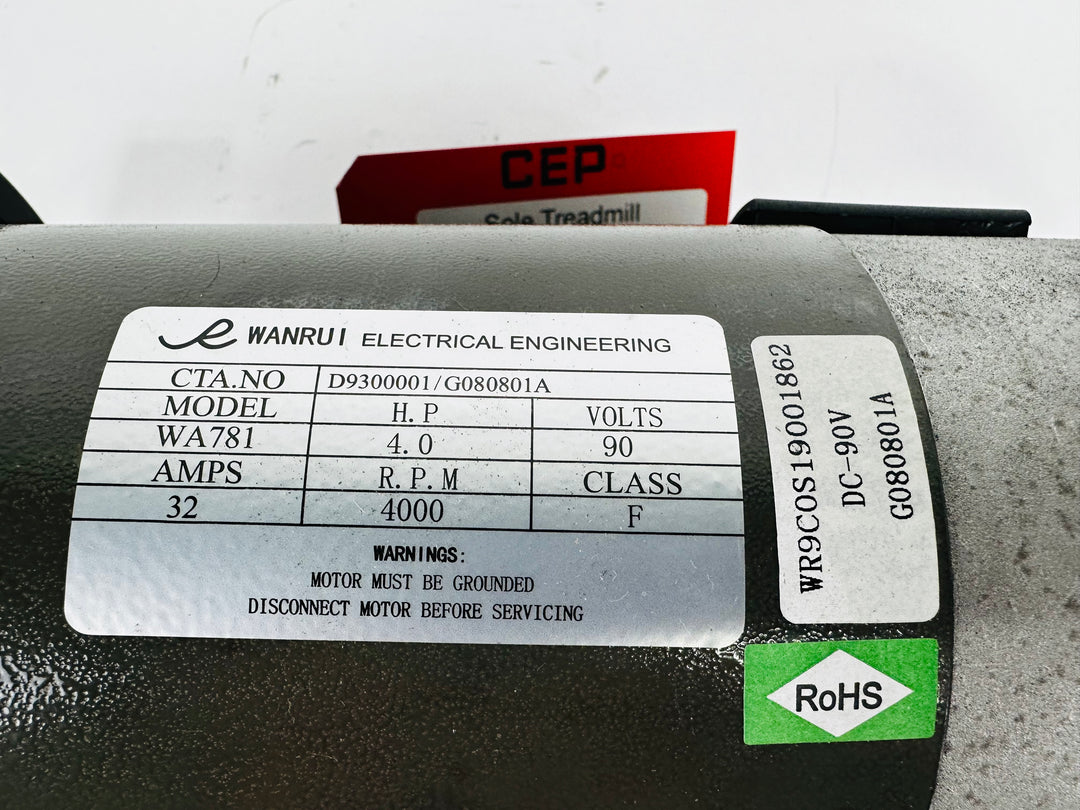 CEP
Sole Treadmill
WANRUI ELECTRICAL ENGINEERING
CTA.NO D9300001/G080801A
MODEL H.P VOLTS
WA781 4.0 90
AMPS R.P.M CLASS
32 4000 F
WARNINGS:
MOTOR MUST BE GROUNDED
DISCONNECT MOTOR BEFORE SERVICING
WR9COS19001862
DC-90V
G080801A
RoHS